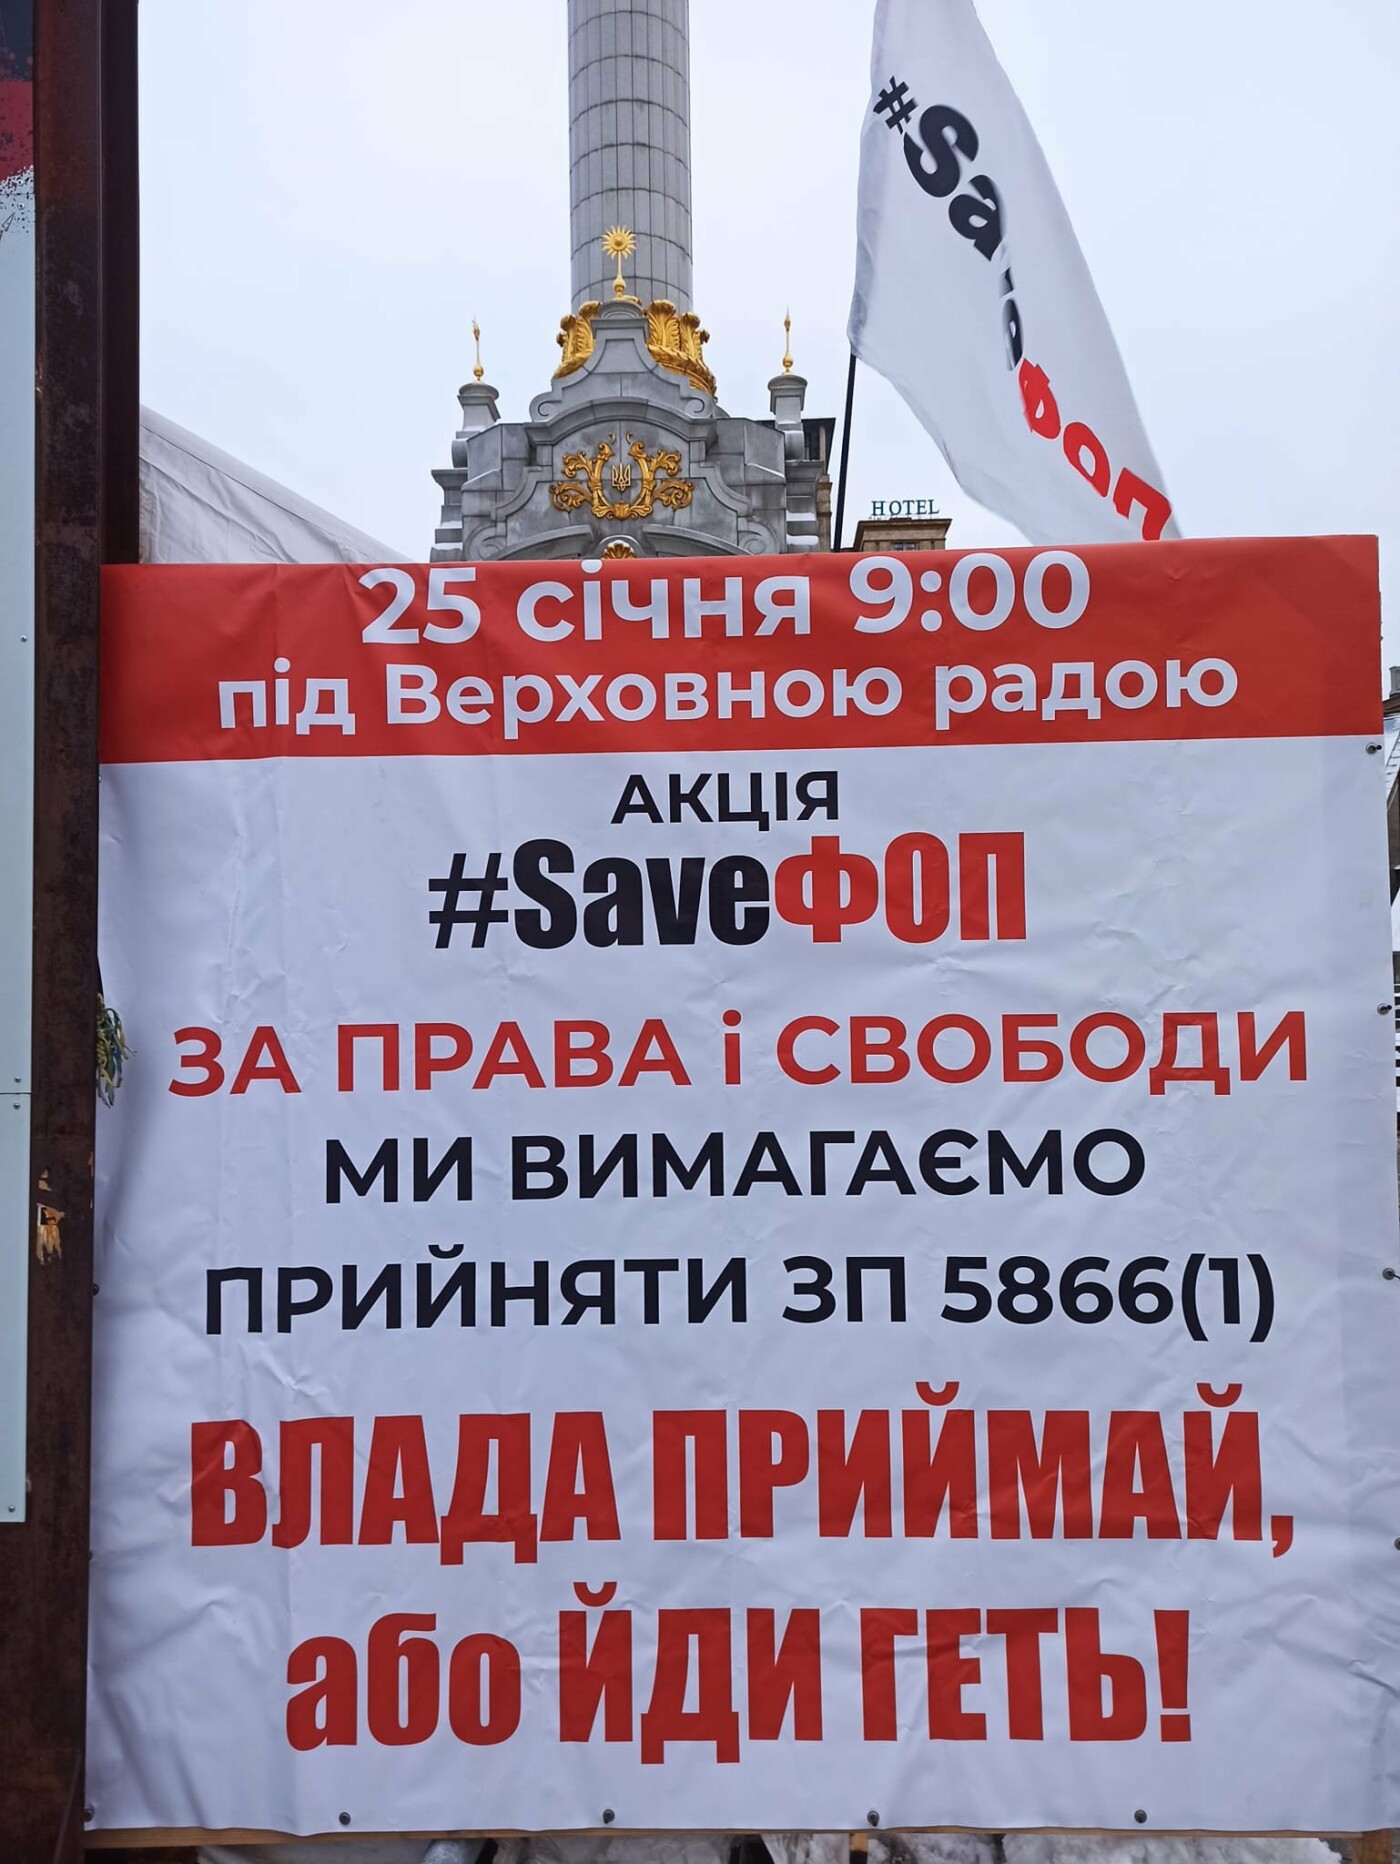 #SaveФОП
HOTEL
25 січня 9:00
під Верховною радою
АКЦІЯ
#SaveФОП
ЗА ПРАВА і СВОБОДИ
МИ ВИМАГАЄМО
ПРИЙНЯТИ ЗП 5866(1)
ВЛАДА ПРИЙМАЙ,
або ЙДИ ГЕТЬ!